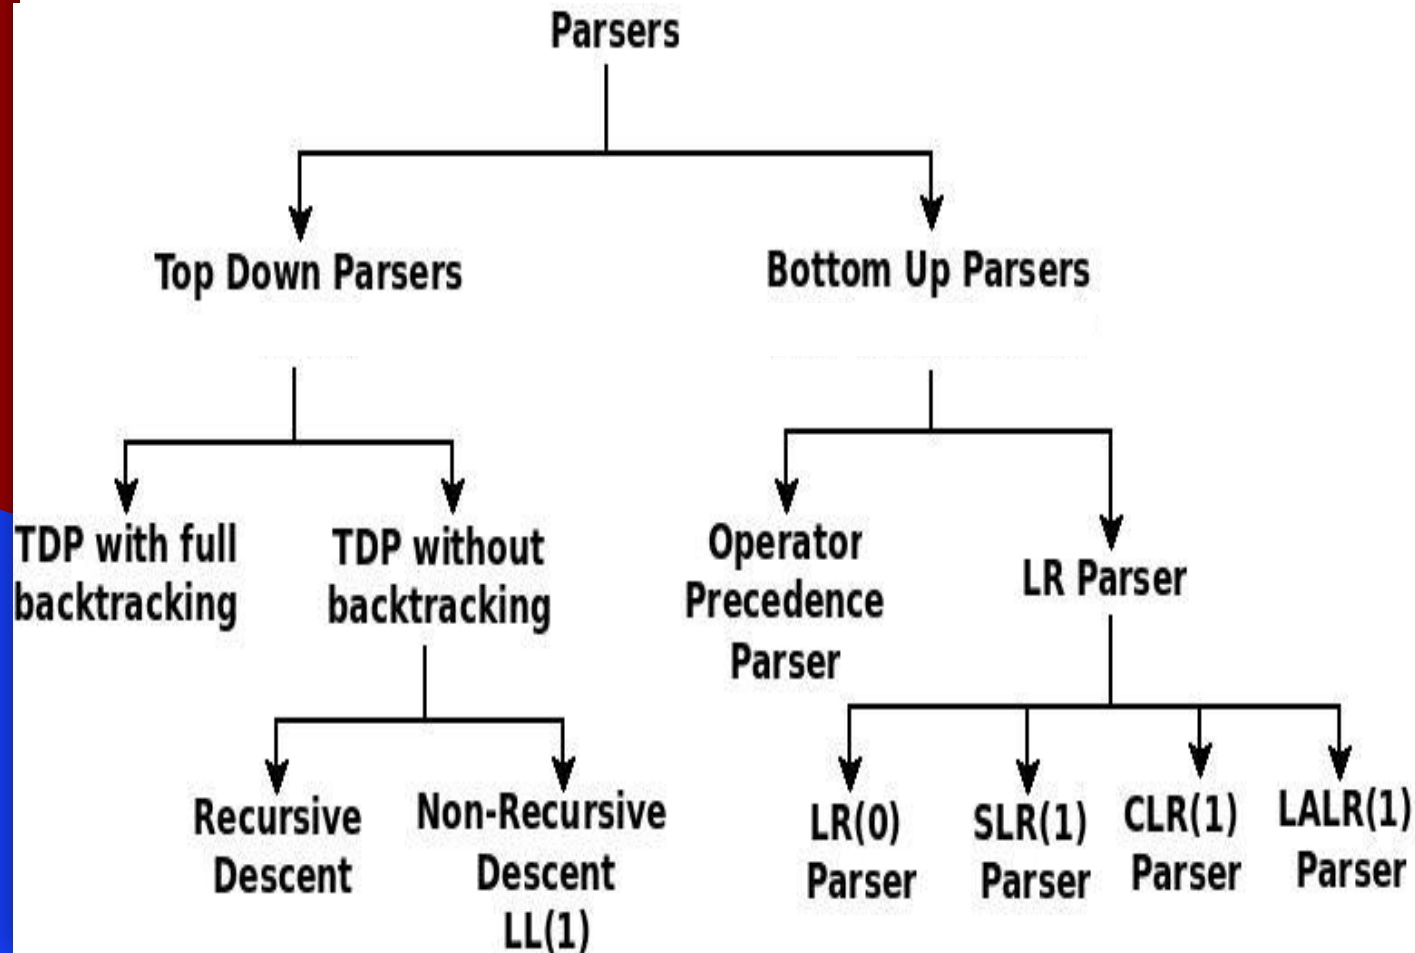 Parsers
Top Down Parsers
Bottom Up Parsers
TDP with full
backtracking
TDP without
backtracking
Operator
Precedence
Parser
LR Parser
Recursive
Descent
Non-Recursive
Descent
LL(1)
LR(0)
Parser
SLR(1)
Parser
CLR(1)
Parser
LALR(1)
Parser